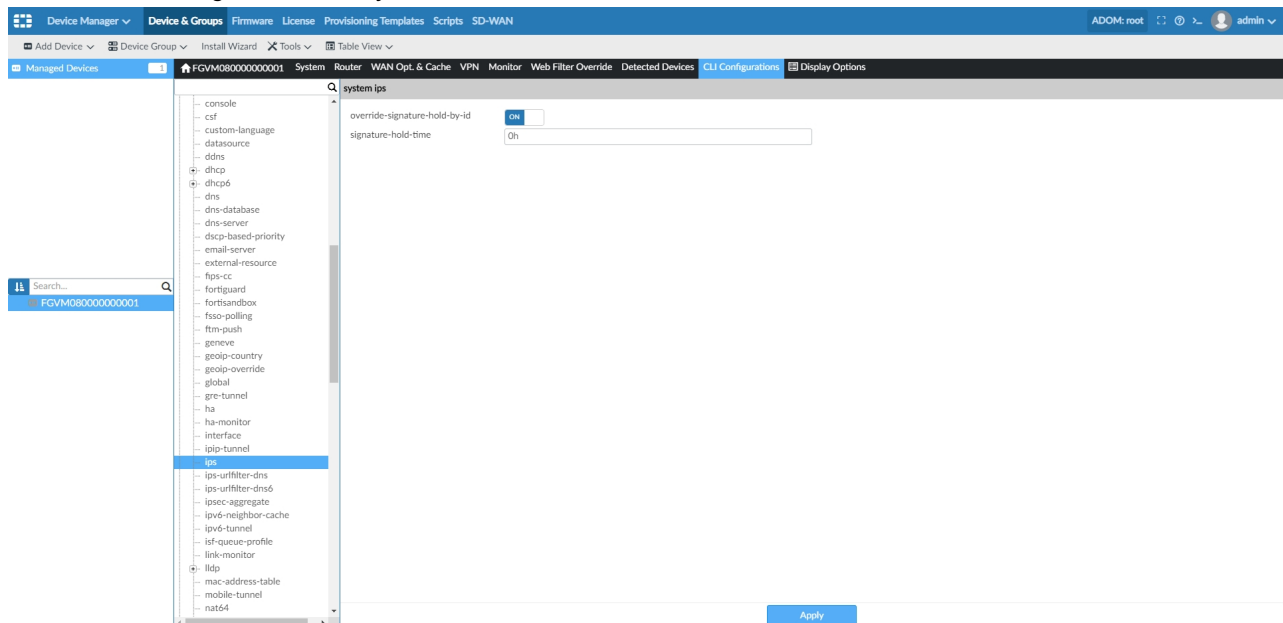 Device Manager Device & Groups Firmware License Provisioning Templates Scripts SD-WAN ADOM: root admin
Add Device Device Group Install Wizard Tools Table View
Managed Devices 1 FGVM080000000001 System Router WAN Opt. & Cache VPN Monitor Web Filter Override Detected Devices CLI Configurations Display Options
system ips
console
csf
custom-language
datasource
ddns
dhcp
dhcp6
dns
dns-database
dns-server
dscp-based-priority
email-server
external-resource
fips-cc
fortiguard
fortisandbox
fsso-polling
ftm-push
geneve
geoip-country
geoip-override
global
gre-tunnel
ha
ha-monitor
interface
ipip-tunnel
ips
ips-urlfilter-dns
ips-urlfilter-dns6
ipsec-aggregate
ipv6-neighbor-cache
ipv6-tunnel
isf-queue-profile
link-monitor
lldp
mac-address-table
mobile-tunnel
nat64
override-signature-hold-by-id ON
signature-hold-time 0h
Search...
FGVM080000000001
Apply